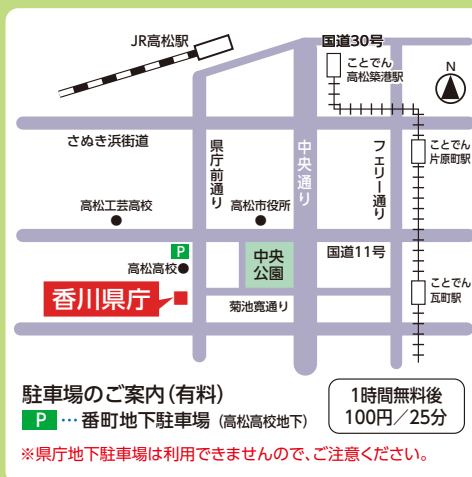 JR高松駅
国道30号
ことでん
高松築港駅
N
さぬき浜街道
県庁前通り
中央通り
フェリー通り
ことでん
片原町駅
高松工芸高校
高松市役所
P
高松高校
中央
公園
国道11号
香川県庁
菊池寛通り
ことでん
瓦町駅
駐車場のご案内(有料)
P…番町地下駐車場(高松高校地下)
1時間無料後
100円/25分
※県庁地下駐車場は利用できませんので、ご注意ください。